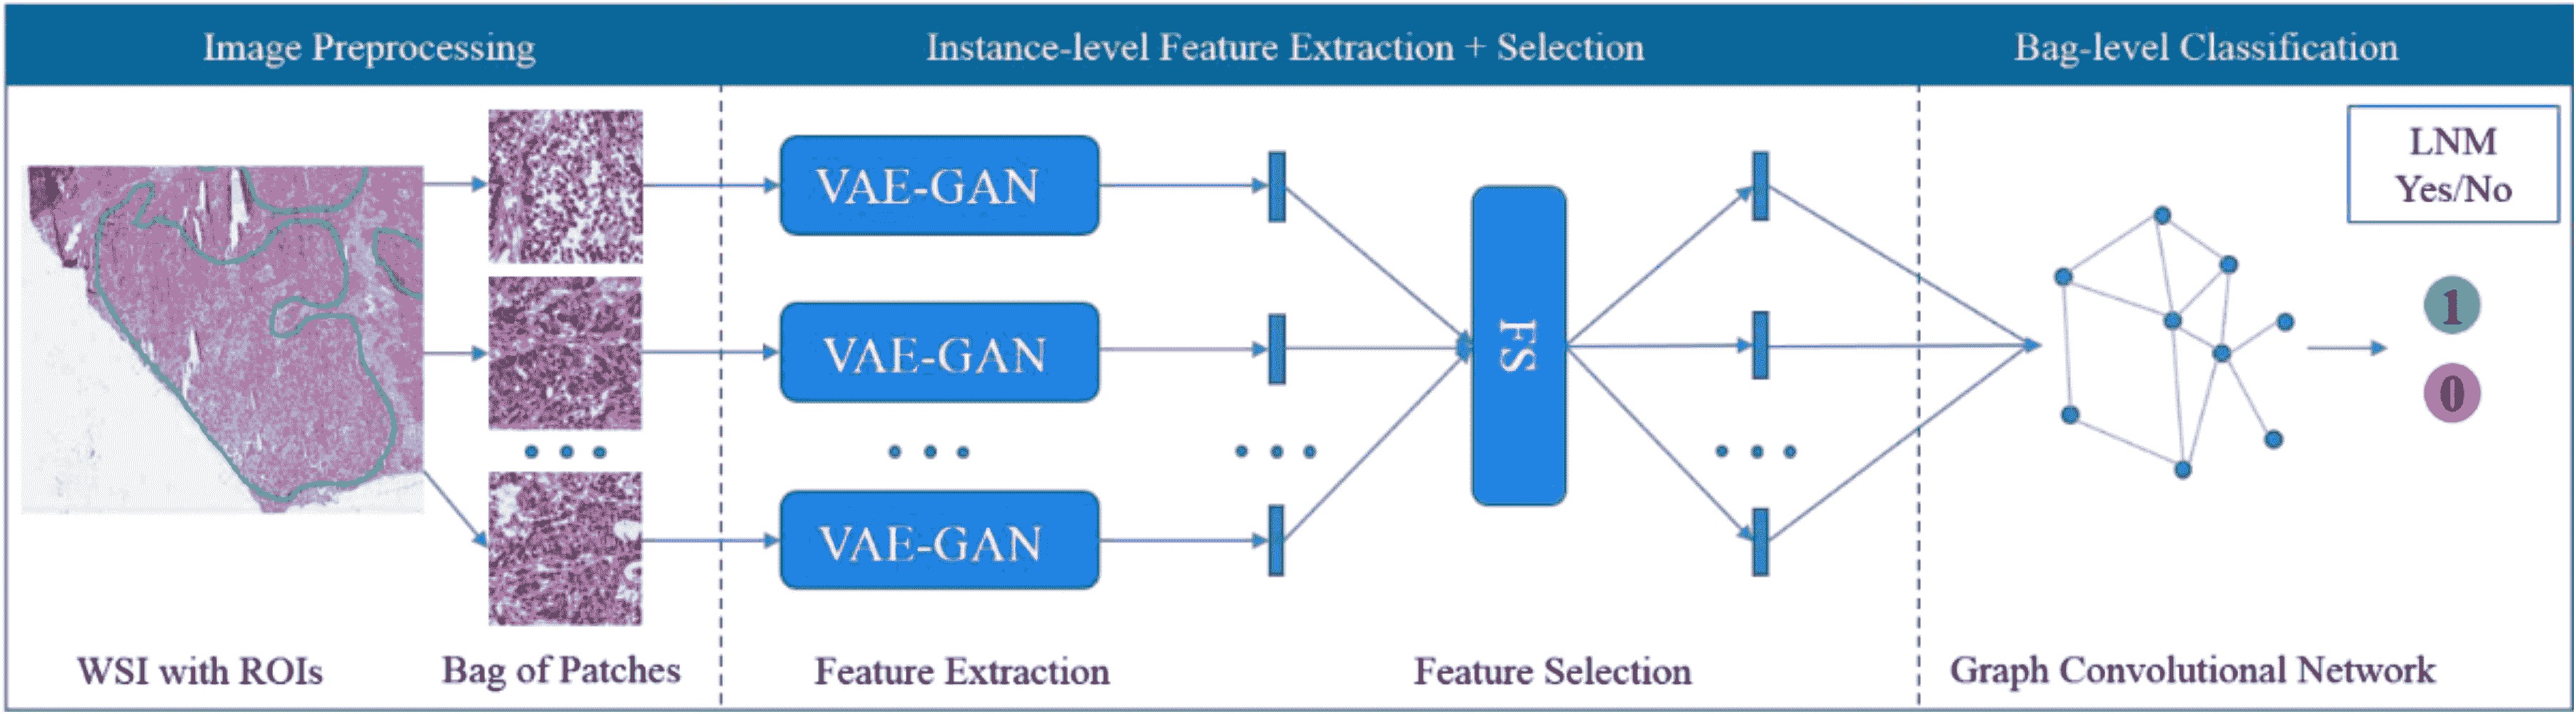 Image Preprocessing
Instance-level Feature Extraction + Selection
Bag-level Classification
LNM
Yes/No
VAE-GAN
VAE-GAN
VAE-GAN
FS
1
0
WSI with ROIs
Bag of Patches
Feature Extraction
Feature Selection
Graph Convolutional Network